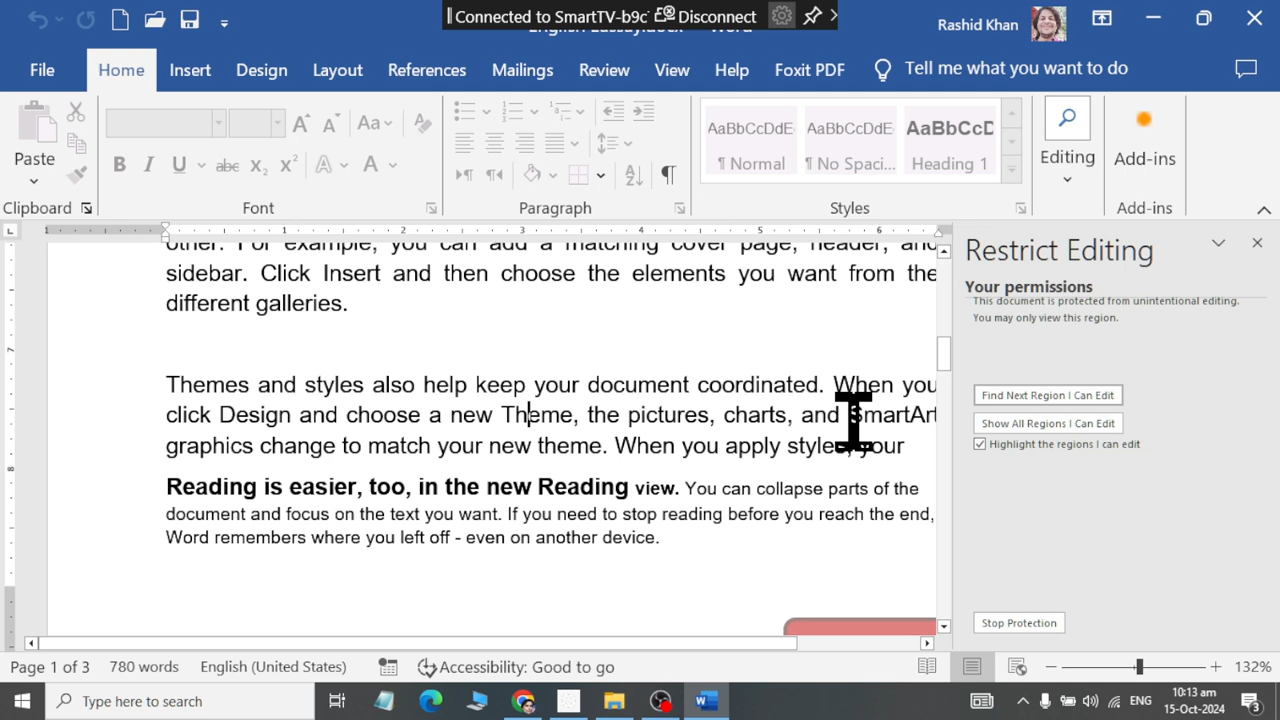 Connected to SmartTV-b9c
Disconnect
Rashid Khan
File
Home
Insert
Design
Layout
References
Mailings
Review
View
Help
Foxit PDF
Tell me what you want to do
Paste
Clipboard
Font
Paragraph
AaBbCcDdE
¶ Normal
AaBbCcDdE
¶ No Spaci...
AaBbCcD
Heading 1
Styles
Editing
Add-ins
Add-ins
other. For example, you can add a matching cover page, header, and
sidebar. Click Insert and then choose the elements you want from the
different galleries.
Themes and styles also help keep your document coordinated. When you
click Design and choose a new Theme, the pictures, charts, and SmartArt
graphics change to match your new theme. When you apply styles, your
Reading is easier, too, in the new Reading view. You can collapse parts of the
document and focus on the text you want. If you need to stop reading before you reach the end,
Word remembers where you left off - even on another device.
Restrict Editing
Your permissions
This document is protected from unintentional editing.
You may only view this region.
Find Next Region I Can Edit
Show All Regions I Can Edit
Highlight the regions I can edit
Stop Protection
Page 1 of 3
780 words
English (United States)
Accessibility: Good to go
132%
Type here to search
ENG
10:13 am
15-Oct-2024
3